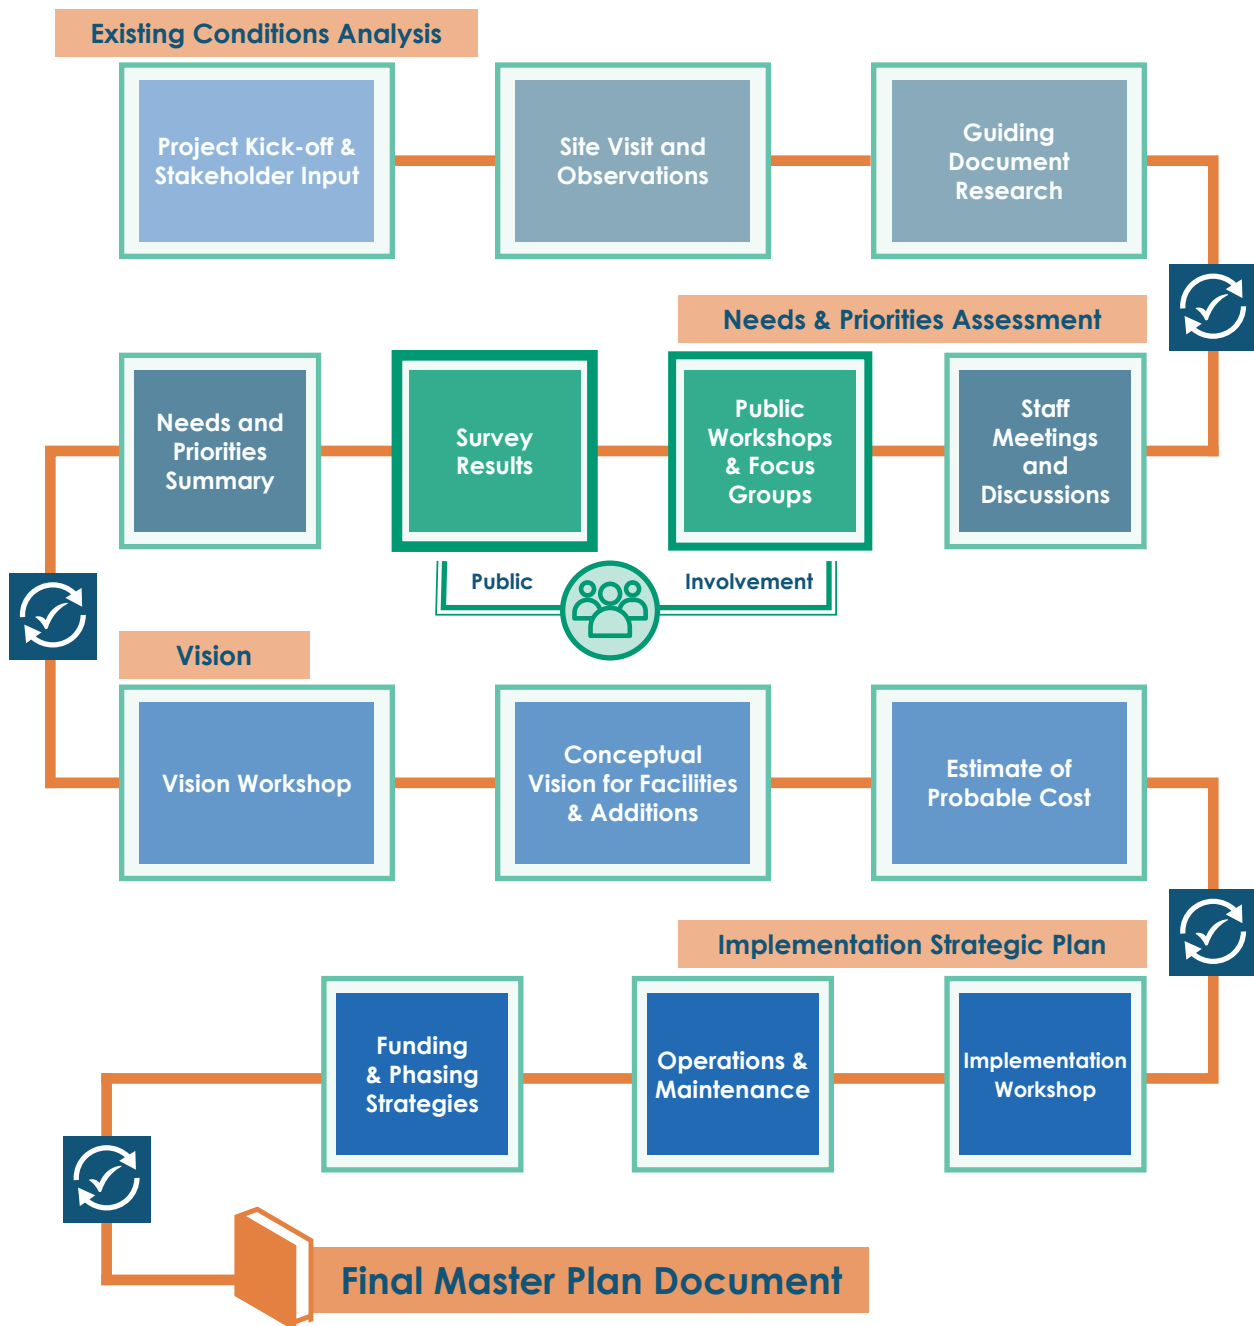 Existing Conditions Analysis
Project Kick-off &
Stakeholder Input
Site Visit and
Observations
Guiding
Document
Research
Needs & Priorities Assessment
Needs and
Priorities
Summary
Survey
Results
Public
Workshops
& Focus
Groups
Staff
Meetings
and
Discussions
Public
Involvement
Vision
Vision Workshop
Conceptual
Vision for Facilities
& Additions
Estimate of
Probable Cost
Implementation Strategic Plan
Funding
& Phasing
Strategies
Operations &
Maintenance
Implementation
Workshop
Final Master Plan Document